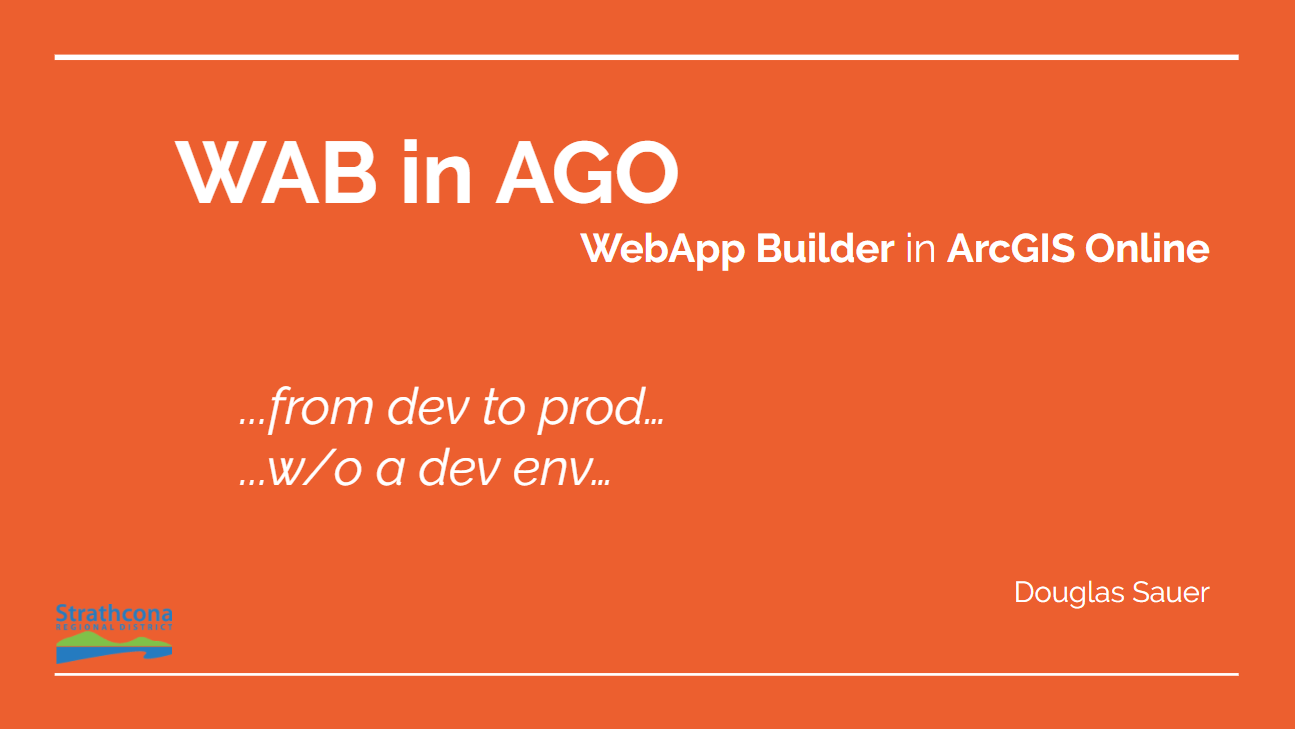 WAB in AGO
WebApp Builder in ArcGIS Online
...from dev to prod…
...w/o a dev env…
Douglas Sauer
Strathcona
REGIONAL DISTRICT